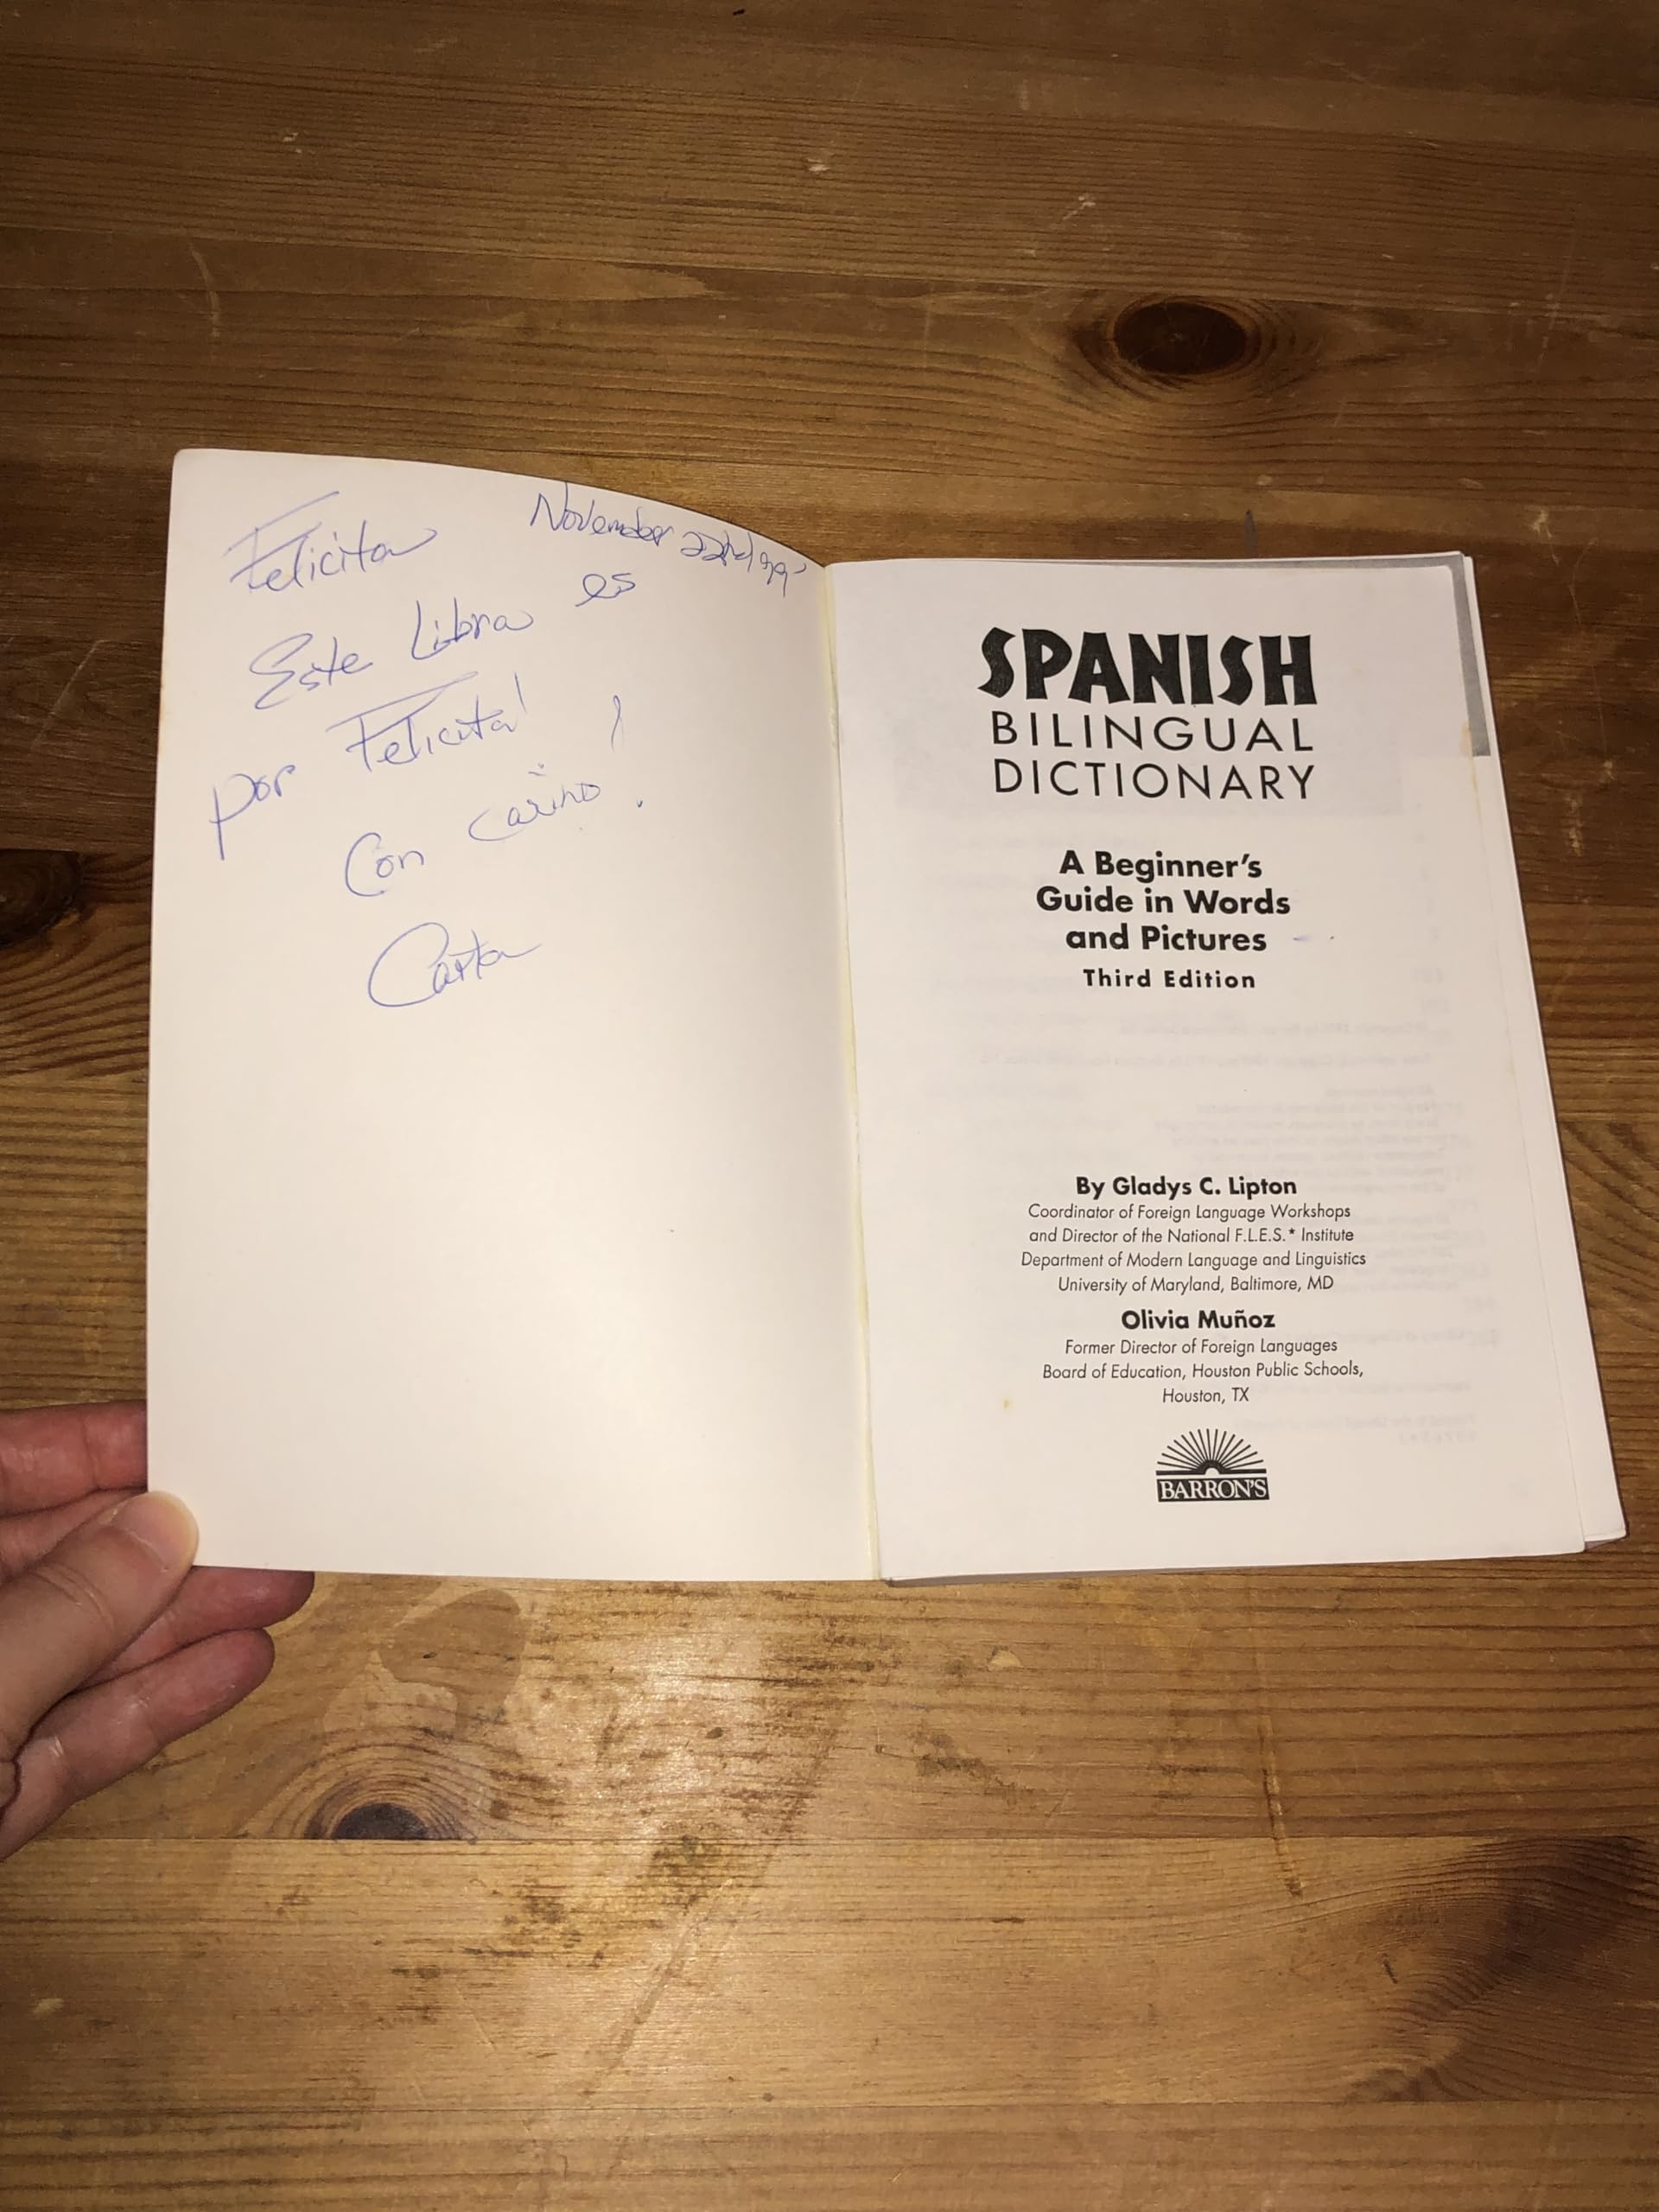 November 22nd 99'
Felicita
Este Libra es
por Felicita!
Con cariño!
Carta
SPANISH
BILINGUAL
DICTIONARY
A Beginner's
Guide in Words
and Pictures
Third Edition
By Gladys C. Lipton
Coordinator of Foreign Language Workshops
and Director of the National F.L.E.S.* Institute
Department of Modern Language and Linguistics
University of Maryland, Baltimore, MD
Olivia Muñoz
Former Director of Foreign Languages
Board of Education, Houston Public Schools,
Houston, TX
BARRON'S